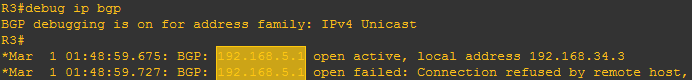 R3#debug ip bgp
BGP debugging is on for address family: IPv4 Unicast
R3#
*Mar  1 01:48:59.675: BGP: 192.168.5.1 open active, local address 192.168.34.3
*Mar  1 01:48:59.727: BGP: 192.168.5.1 open failed: Connection refused by remote host,